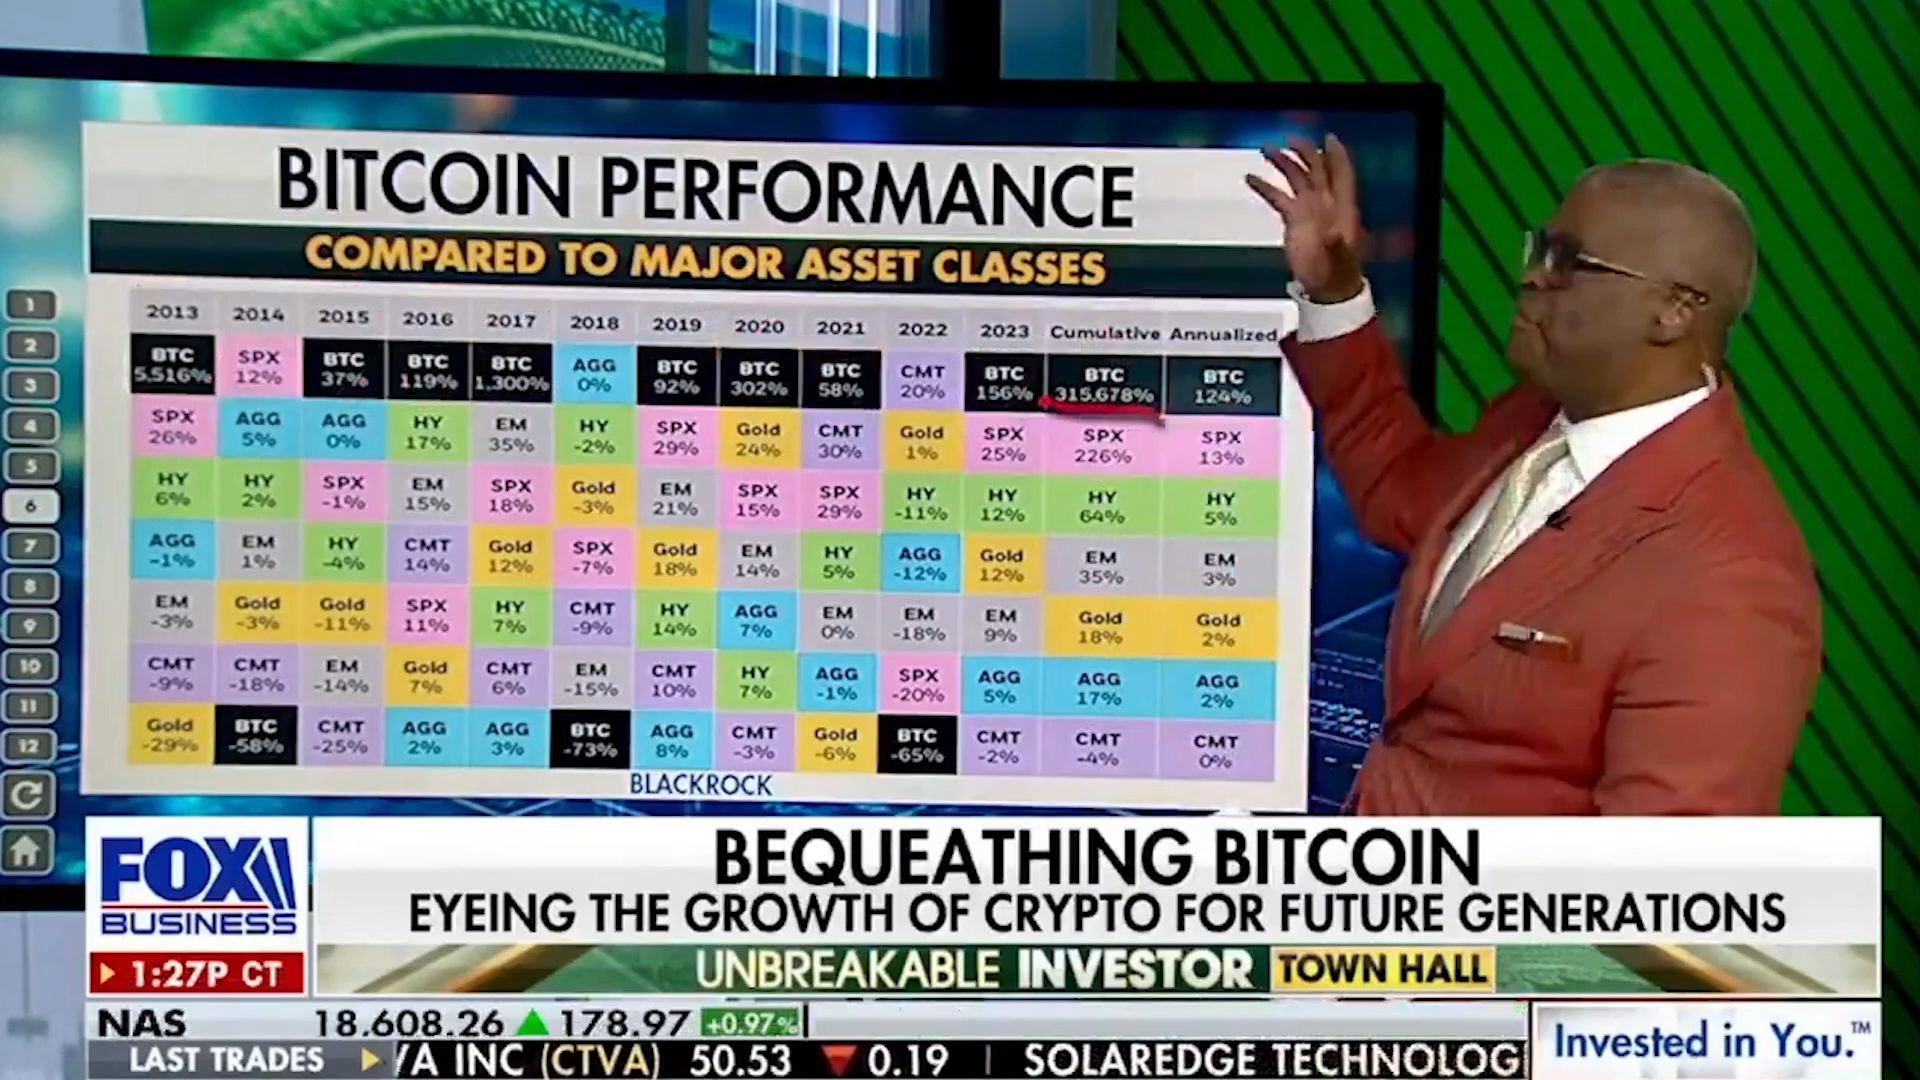 BITCOIN PERFORMANCE
COMPARED TO MAJOR ASSET CLASSES
2013 2014 2015 2016 2017 2018 2019 2020 2021 2022 2023 Cumulative Annualized
BTC SPX BTC BTC BTC AGG BTC BTC BTC CMT BTC BTC BTC
5,516% 12% 37% 119% 1,300% 0% 92% 302% 58% 20% 156% 315,678% 124%
SPX AGG AGG HY EM HY SPX Gold CMT Gold SPX SPX SPX
26% 5% 0% 17% 35% -2% 29% 24% 30% 1% 25% 226% 13%
HY HY SPX EM SPX Gold EM SPX SPX HY HY HY HY
6% 2% -1% 15% 18% -3% 21% 15% 29% -11% 12% 64% 5%
AGG EM HY CMT Gold SPX Gold EM HY AGG Gold EM EM
-1% 1% -4% 14% 12% -7% 18% 14% 5% -12% 12% 35% 3%
EM Gold Gold SPX HY CMT HY AGG EM EM EM Gold Gold
-3% -3% -11% 11% 7% -9% 14% 7% 0% -18% 9% 18% 2%
CMT CMT EM Gold CMT EM CMT HY AGG SPX AGG AGG AGG
-9% -18% -14% 7% 6% -15% 10% 7% -1% -20% 5% 17% 2%
Gold BTC CMT AGG AGG BTC AGG CMT Gold BTC CMT CMT CMT
-29% -58% -25% 2% 3% -73% 8% -3% -6% -65% -2% -4% 0%
BLACKROCK
1
2
3
4
5
6
7
8
9
10
11
12
FOX
BUSINESS
1:27P CT
BEQUEATHING BITCOIN
EYEING THE GROWTH OF CRYPTO FOR FUTURE GENERATIONS
UNBREAKABLE INVESTOR TOWN HALL
NAS 18,608.26 ▲ 178.97 +0.97%
LAST TRADES YA INC (CTVA) 50.53 ▼ 0.19 | SOLAREDGE TECHNOLOG
Invested in You.™